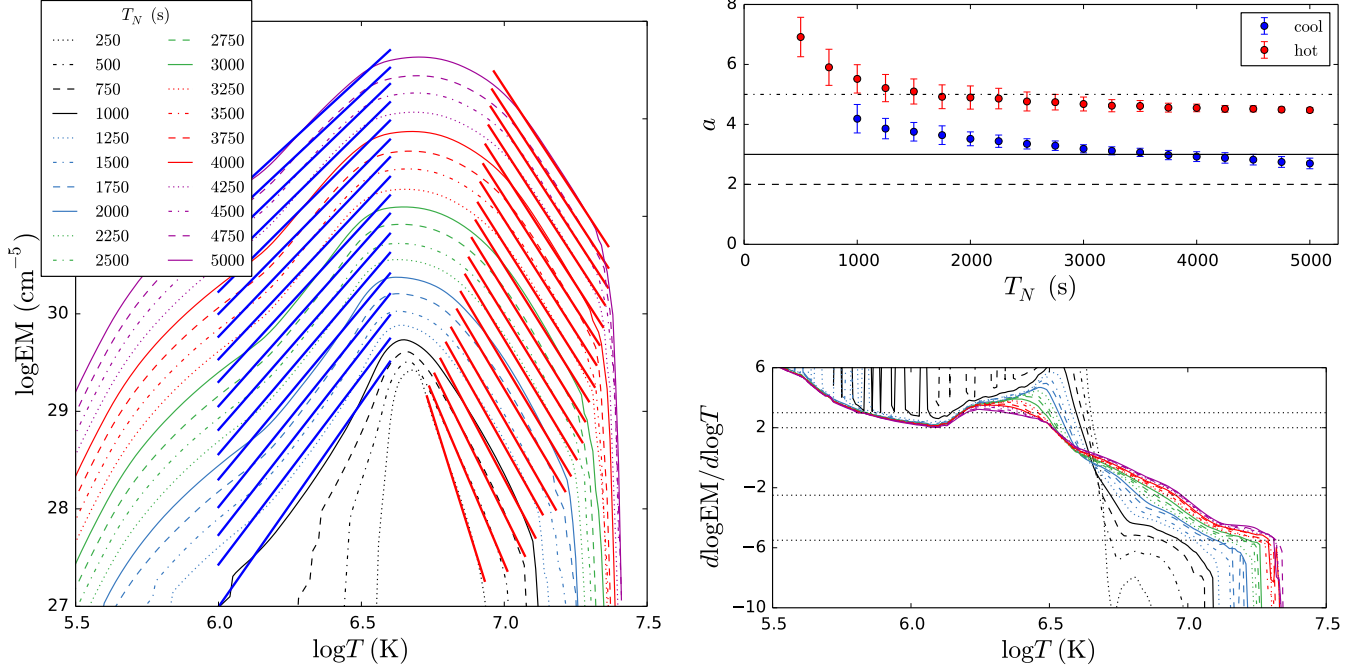 T_N (s)
250 2750
500 3000
750 3250
1000 3500
1250 3750
1500 4000
1750 4250
2000 4500
2250 4750
2500 5000
logEM (cm⁻⁵)
30
29
28
27
5.5 6.0 6.5 7.0 7.5
logT (K)
8
6
4
2
0
a
cool
hot
0 1000 2000 3000 4000 5000
T_N (s)
6
2
−2
−6
−10
dlogEM/dlogT
5.5 6.0 6.5 7.0 7.5
logT (K)